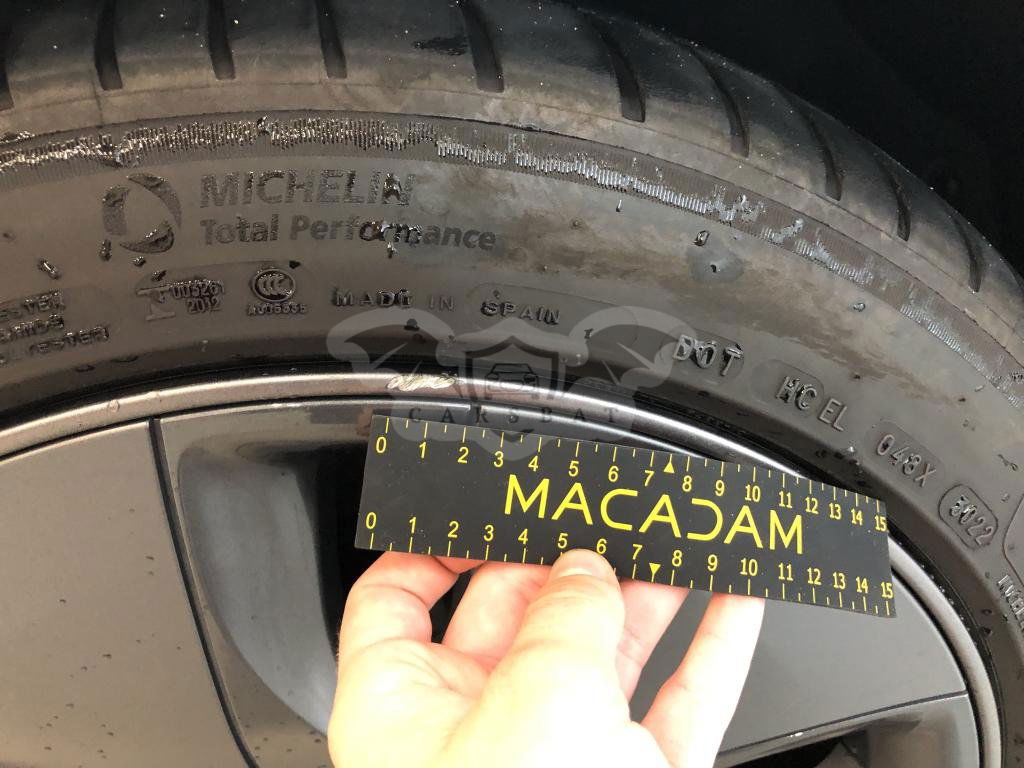 MICHELIN
Total Performance
2012
CCC
MADE IN SPAIN
DOT HC EL 048X 3022
CARSBAT
0 1 2 3 4 5 6 7 8 9 10 11 12 13 14 15
MACADAM
0 1 2 3 4 5 6 7 8 9 10 11 12 13 14 15